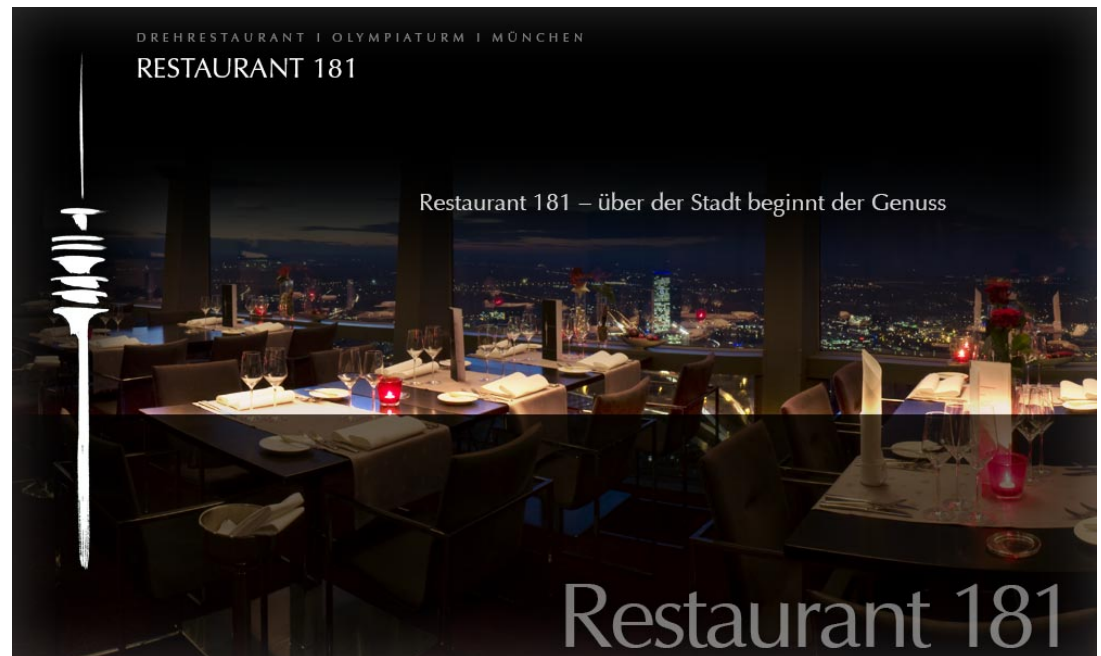 DREHRESTAURANT I OLYMPIATURM I MÜNCHEN
RESTAURANT 181
Restaurant 181 – über der Stadt beginnt der Genuss
Restaurant 181